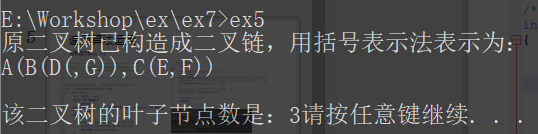 E:\Workshop\ex\ex7>ex5
原二叉树已构造成二叉链，用括号表示法表示为：
A(B(D(,G)),C(E,F))
该二叉树的叶子节点数是：3请按任意键继续. . .
/*
in
{